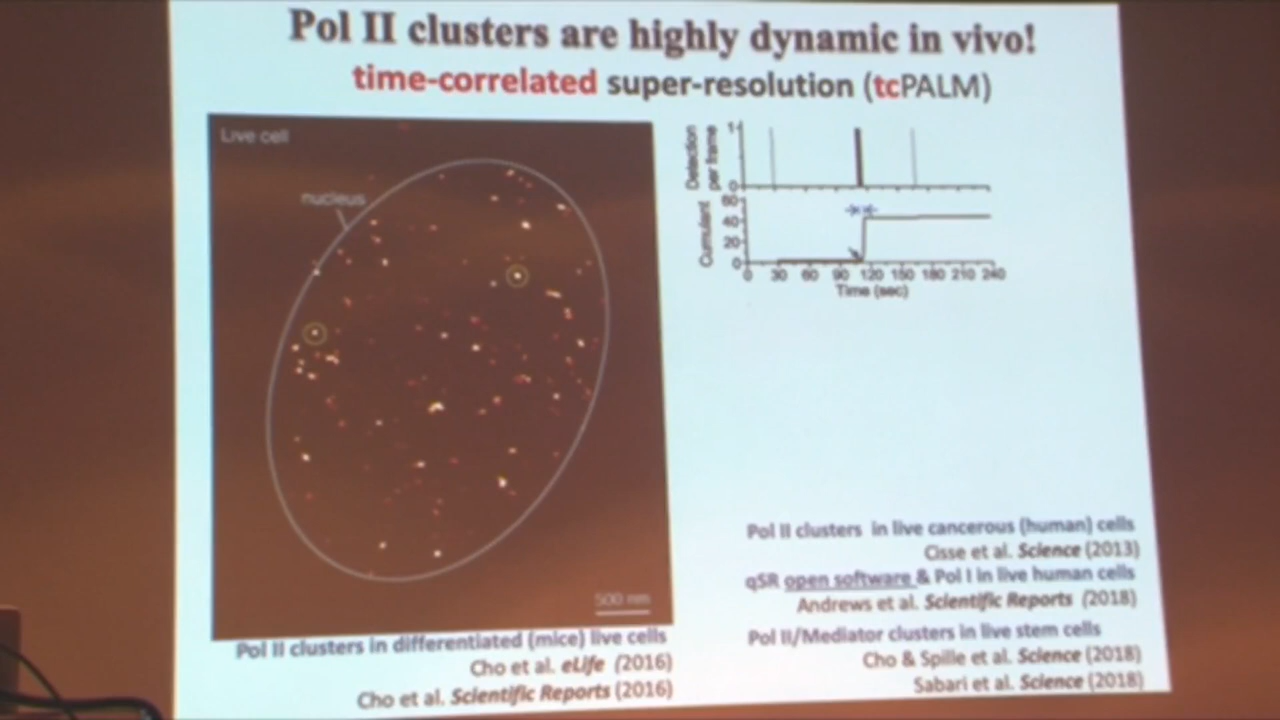 Pol II clusters are highly dynamic in vivo!
time-correlated super-resolution (tcPALM)
Live cell
nucleus
500 nm
Detection
per frame
1
0
Cumulant
60
40
20
0
0 30 60 90 120 150 180 210 240
Time (sec)
Pol II clusters in differentiated (mice) live cells
Cho et al. eLife (2016)
Cho et al. Scientific Reports (2016)
Pol II clusters in live cancerous (human) cells
Cisse et al. Science (2013)
qSR open software & Pol I in live human cells
Andrews et al. Scientific Reports (2018)
Pol II/Mediator clusters in live stem cells
Cho & Spille et al. Science (2018)
Sabari et al. Science (2018)